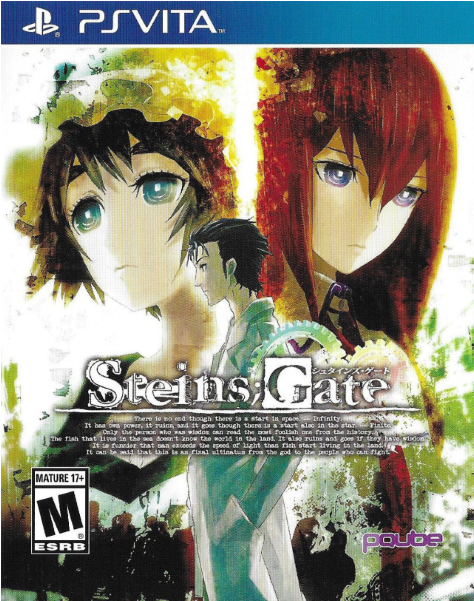 PSVITA
TM
Steins;Gate
シュタインズ・ゲート
There is no end though there is a start in space. — Infinity.
It has own power, it ruins, and it goes though there is a start also in the star. — Finite.
Only the person who was wisdom can read the most foolish one from the history.
The fish that lives in the sea doesn't know the world in the land. It also ruins and goes if they have wisdom.
It is funnier that man exceeds the speed of light than fish start living in the land.
It can be said that this is an final ultimatum from the god to the people who can fight.
MATURE 17+
M
ESRB
pqube